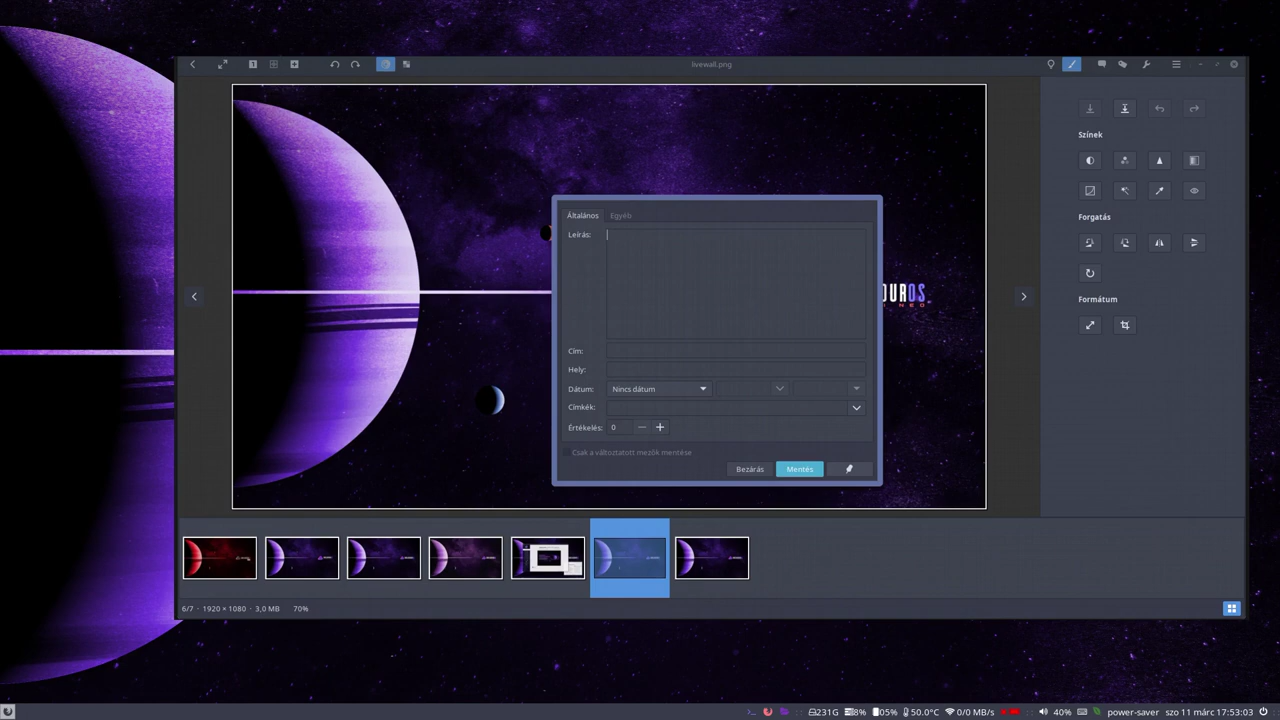 livewall.png
Színek
Forgatás
Formátum
Általános Egyéb
Leírás:
Cím:
Hely:
Dátum: Nincs dátum
Címkék:
Értékelés: 0
Csak a változtatott mezők mentése
Bezárás Mentés
6/7 · 1920 × 1080 · 3,0 MB 70%
231G 8% 05% 50.0°C 0/0 MB/s 40% power-saver szo 11 márc 17:53:03